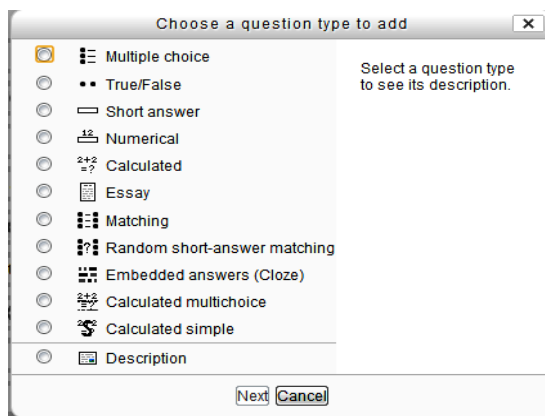 Choose a question type to add
Multiple choice
True/False
Short answer
Numerical
Calculated
Essay
Matching
Random short-answer matching
Embedded answers (Cloze)
Calculated multichoice
Calculated simple
Description
Select a question type
to see its description.
Next Cancel